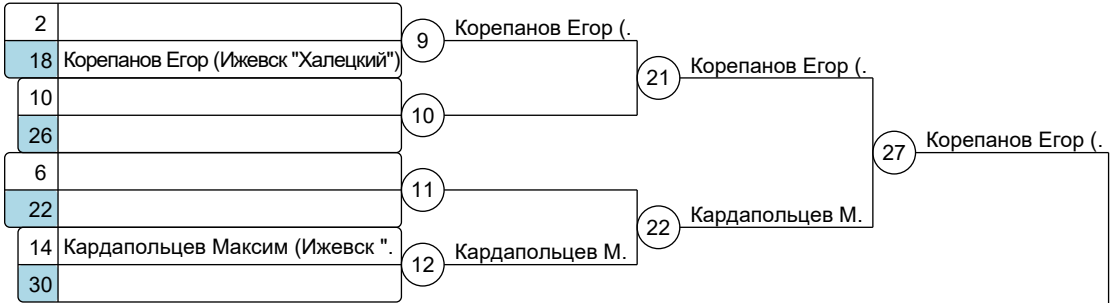 2
18 Корепанов Егор (Ижевск "Халецкий")
9
Корепанов Егор (.
10
26
10
21
Корепанов Егор (.
6
22
11
14 Кардапольцев Максим (Ижевск ".
30
12
Кардапольцев М.
22
Кардапольцев М.
27
Корепанов Егор (.